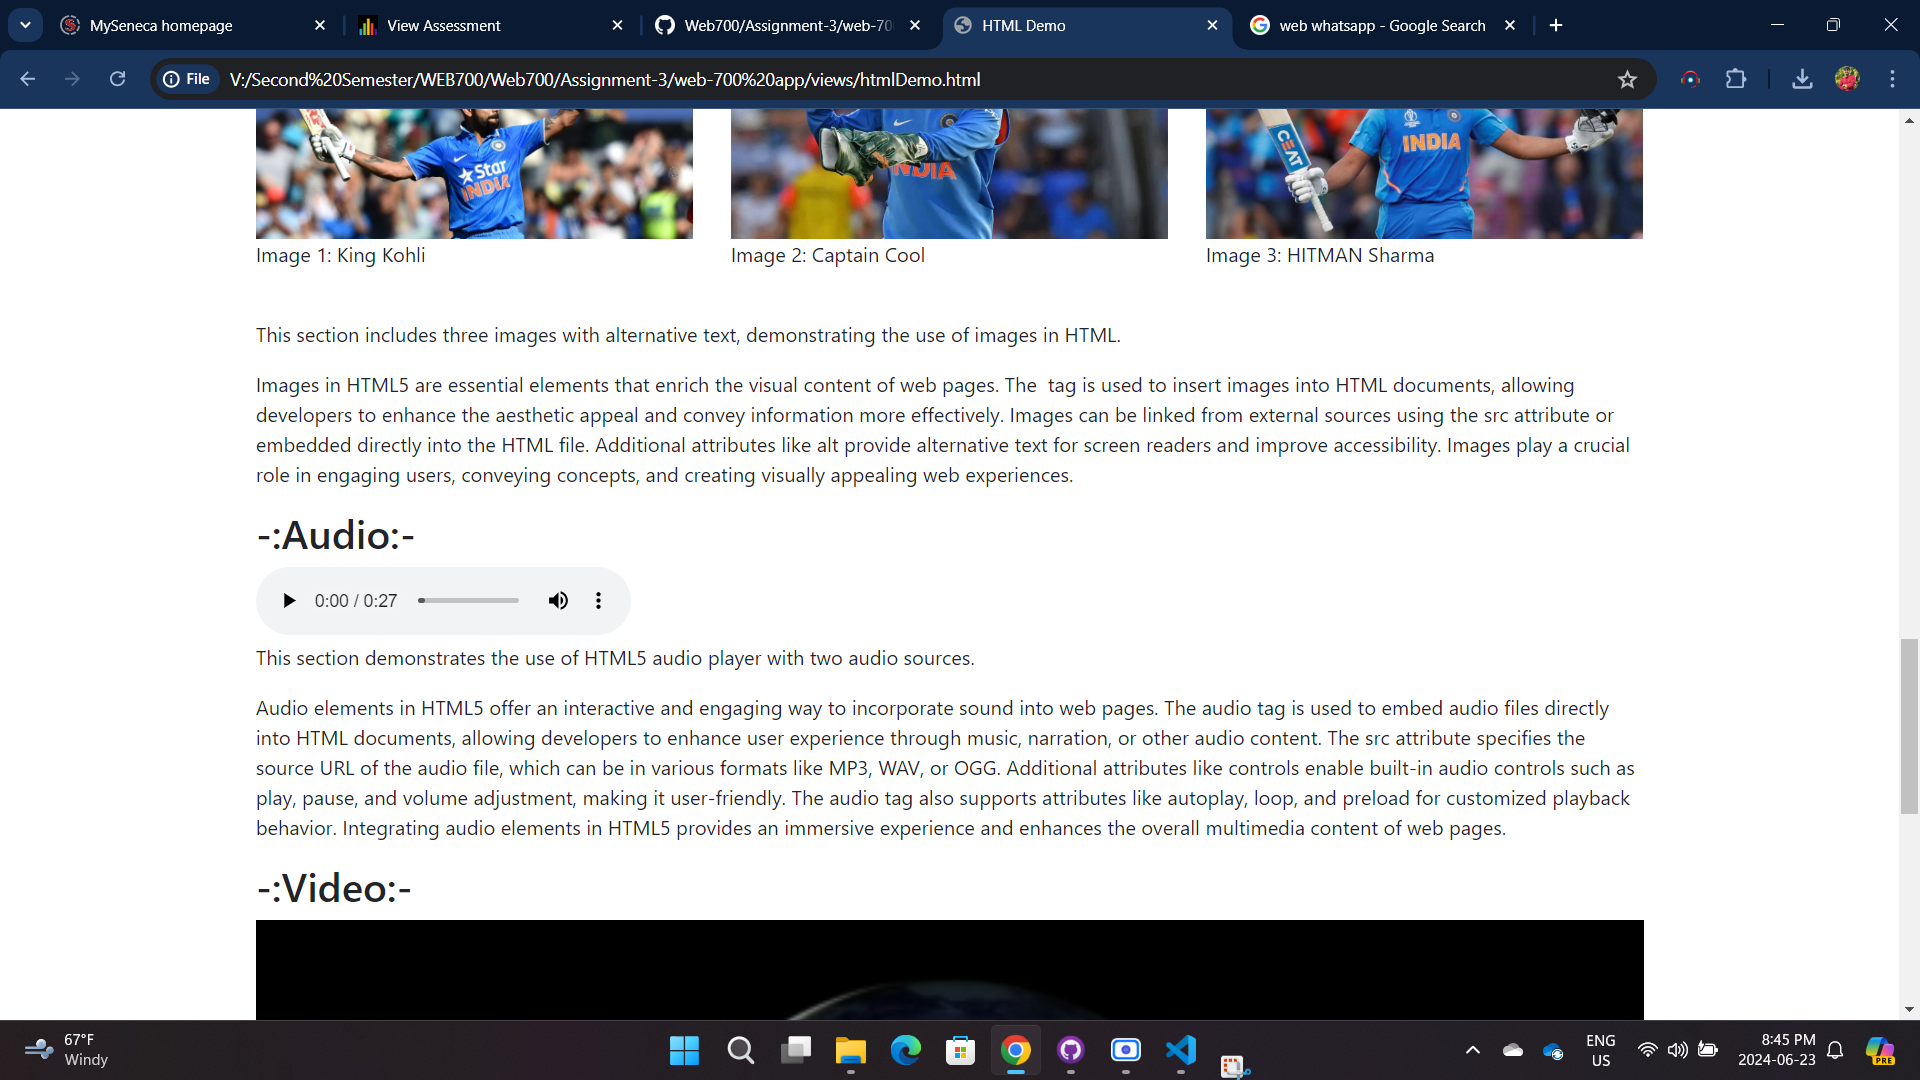 MySeneca homepage
View Assessment
Web700/Assignment-3/web-70
HTML Demo
web whatsapp - Google Search
File
V:/Second%20Semester/WEB700/Web700/Assignment-3/web-700%20app/views/htmlDemo.html
Star
INDIA
INDIA
CEAT
INDIA
Image 1: King Kohli
Image 2: Captain Cool
Image 3: HITMAN Sharma
This section includes three images with alternative text, demonstrating the use of images in HTML.
Images in HTML5 are essential elements that enrich the visual content of web pages. The  tag is used to insert images into HTML documents, allowing
developers to enhance the aesthetic appeal and convey information more effectively. Images can be linked from external sources using the src attribute or
embedded directly into the HTML file. Additional attributes like alt provide alternative text for screen readers and improve accessibility. Images play a crucial
role in engaging users, conveying concepts, and creating visually appealing web experiences.
-:Audio:-
0:00 / 0:27
This section demonstrates the use of HTML5 audio player with two audio sources.
Audio elements in HTML5 offer an interactive and engaging way to incorporate sound into web pages. The audio tag is used to embed audio files directly
into HTML documents, allowing developers to enhance user experience through music, narration, or other audio content. The src attribute specifies the
source URL of the audio file, which can be in various formats like MP3, WAV, or OGG. Additional attributes like controls enable built-in audio controls such as
play, pause, and volume adjustment, making it user-friendly. The audio tag also supports attributes like autoplay, loop, and preload for customized playback
behavior. Integrating audio elements in HTML5 provides an immersive experience and enhances the overall multimedia content of web pages.
-:Video:-
67°F
Windy
ENG
US
8:45 PM
2024-06-23
PRE